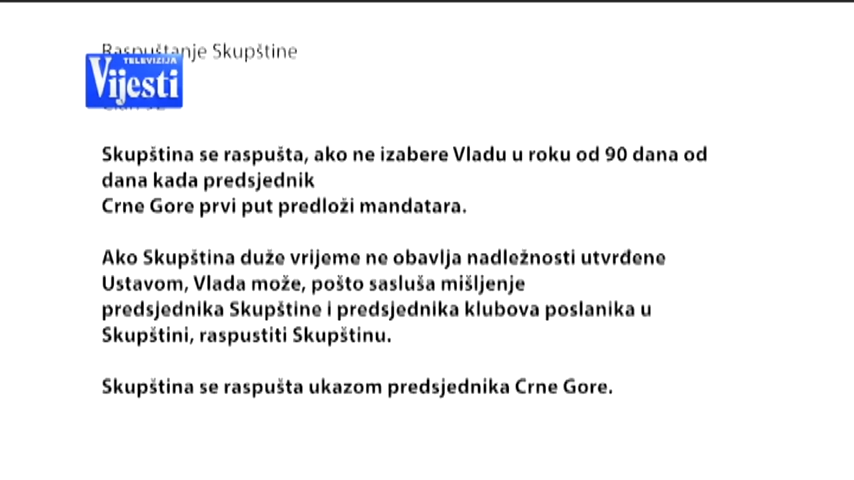 Raspuštanje Skupštine
TELEVIZIJA
Vijesti
Skupština se raspušta, ako ne izabere Vladu u roku od 90 dana od
dana kada predsjednik
Crne Gore prvi put predloži mandatara.
Ako Skupština duže vrijeme ne obavlja nadležnosti utvrđene
Ustavom, Vlada može, pošto sasluša mišljenje
predsjednika Skupštine i predsjednika klubova poslanika u
Skupštini, raspustiti Skupštinu.
Skupština se raspušta ukazom predsjednika Crne Gore.